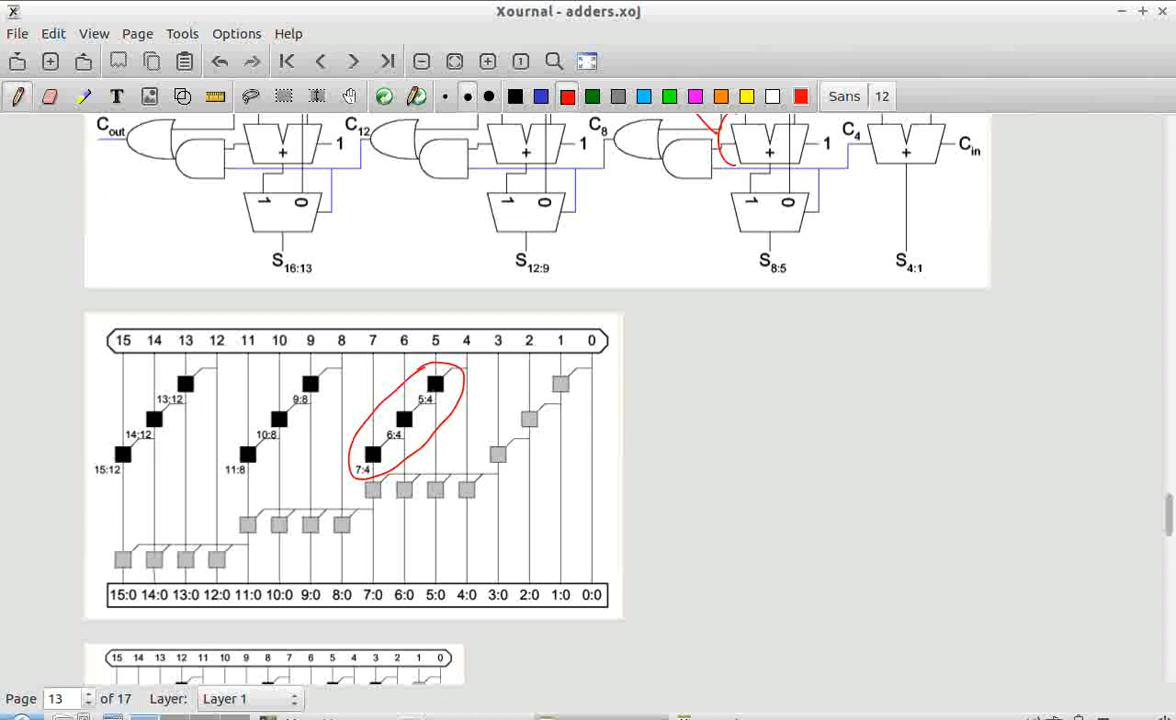 Xournal - adders.xoj
File Edit View Page Tools Options Help
Sans 12
Cout 1 C12 1 C8 1 C4 Cin
+ + + +
1 0 1 0 1 0
S16:13 S12:9 S8:5 S4:1
15 14 13 12 11 10 9 8 7 6 5 4 3 2 1 0
13:12 9:8 5:4
14:12 10:8 6:4
15:12 11:8 7:4
15:0 14:0 13:0 12:0 11:0 10:0 9:0 8:0 7:0 6:0 5:0 4:0 3:0 2:0 1:0 0:0
15 14 13 12 11 10 9 8 7 6 5 4 3 2 1 0
Page 13 of 17 Layer: Layer 1